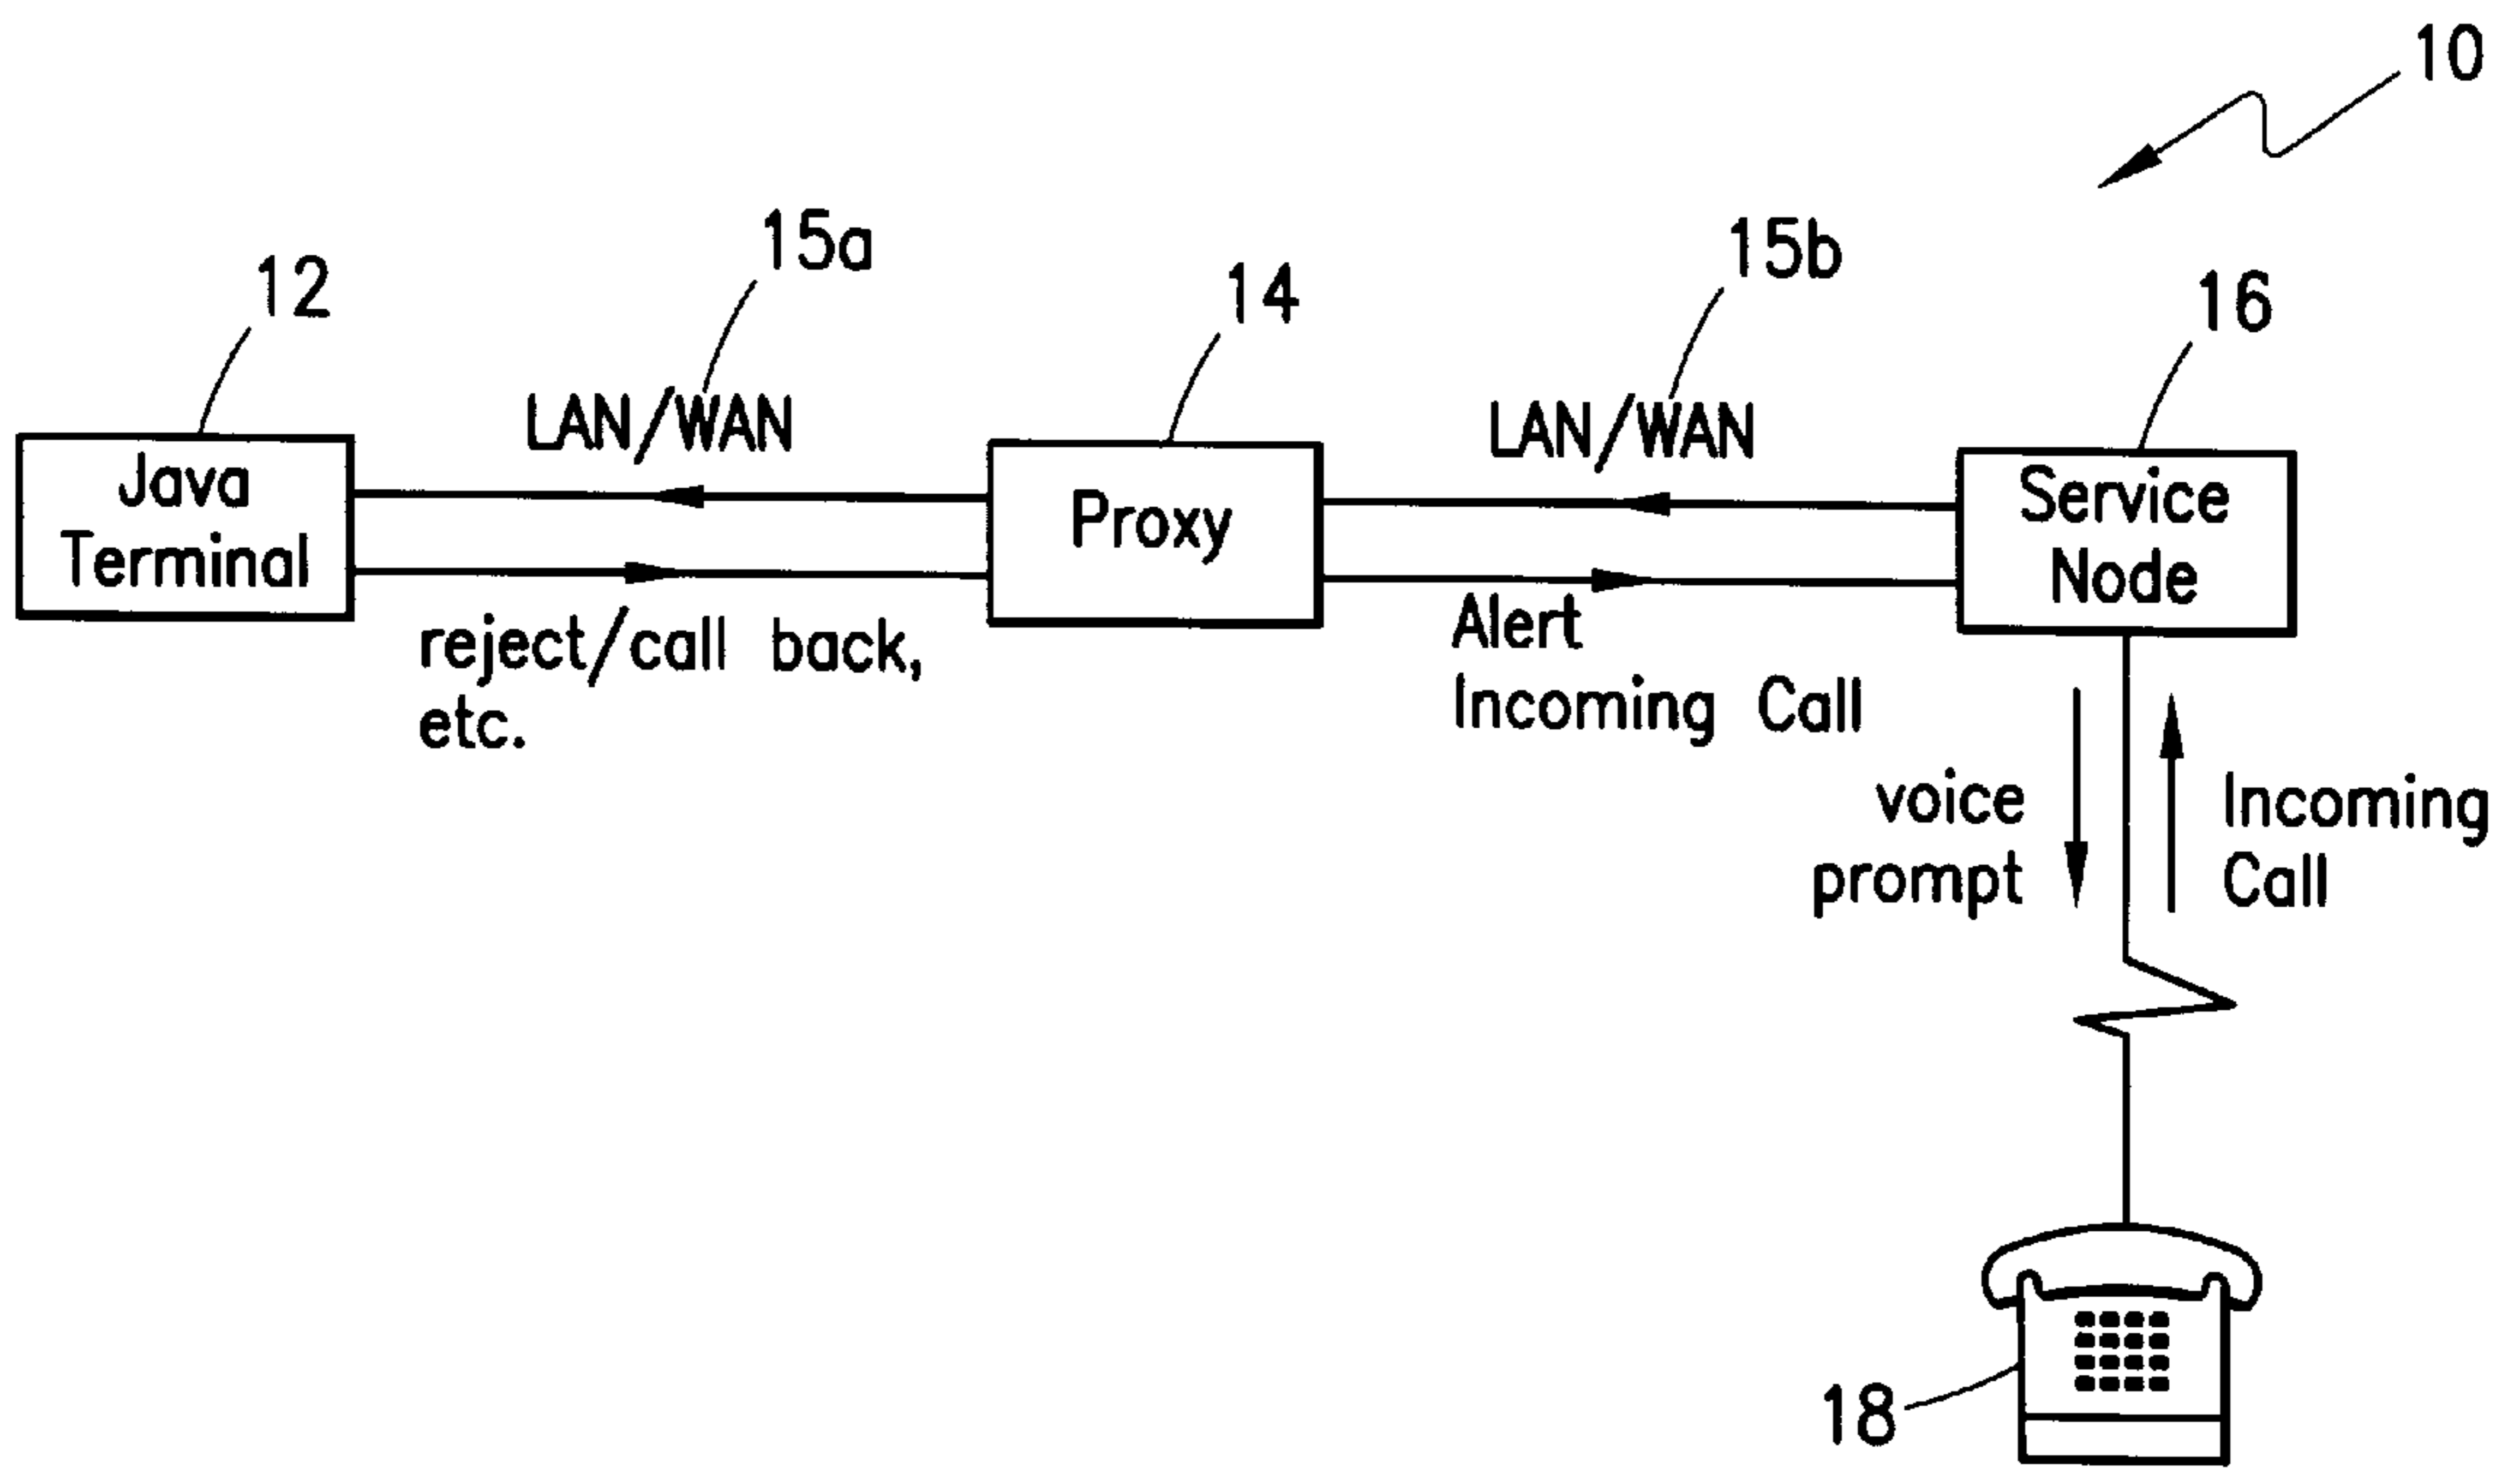 10
15a
15b
12
14
16
LAN/WAN
LAN/WAN
Java
Terminal
Proxy
Service
Node
reject/call back,
etc.
Alert
Incoming Call
voice
prompt
Incoming
Call
18